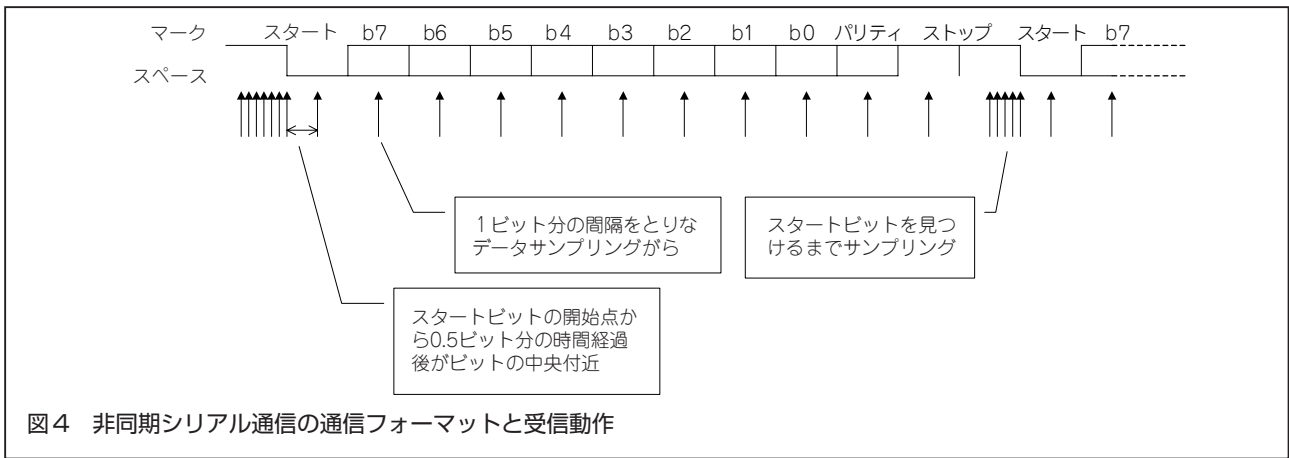 マーク スタート b7 b6 b5 b4 b3 b2 b1 b0 パリティ ストップ スタート b7
スペース
1ビット分の間隔をとりな
データサンプリングがら
スタートビットを見つ
けるまでサンプリング
スタートビットの開始点か
ら0.5ビット分の時間経過
後がビットの中央付近
図4 非同期シリアル通信の通信フォーマットと受信動作